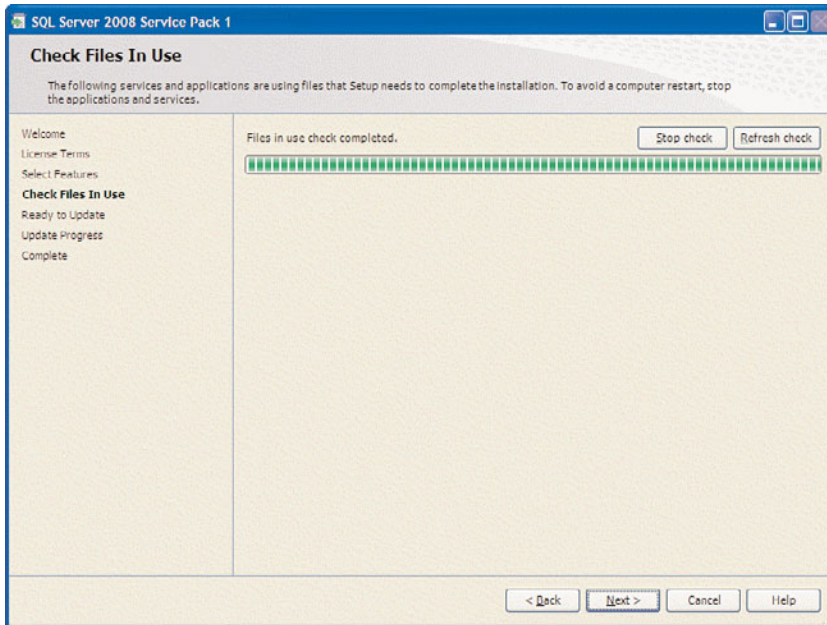 SQL Server 2008 Service Pack 1
Check Files In Use
The following services and applications are using files that Setup needs to complete the installation. To avoid a computer restart, stop
the applications and services.
Welcome
License Terms
Select Features
Check Files In Use
Ready to Update
Update Progress
Complete
Files in use check completed.
Stop check
Refresh check
< Back
Next >
Cancel
Help